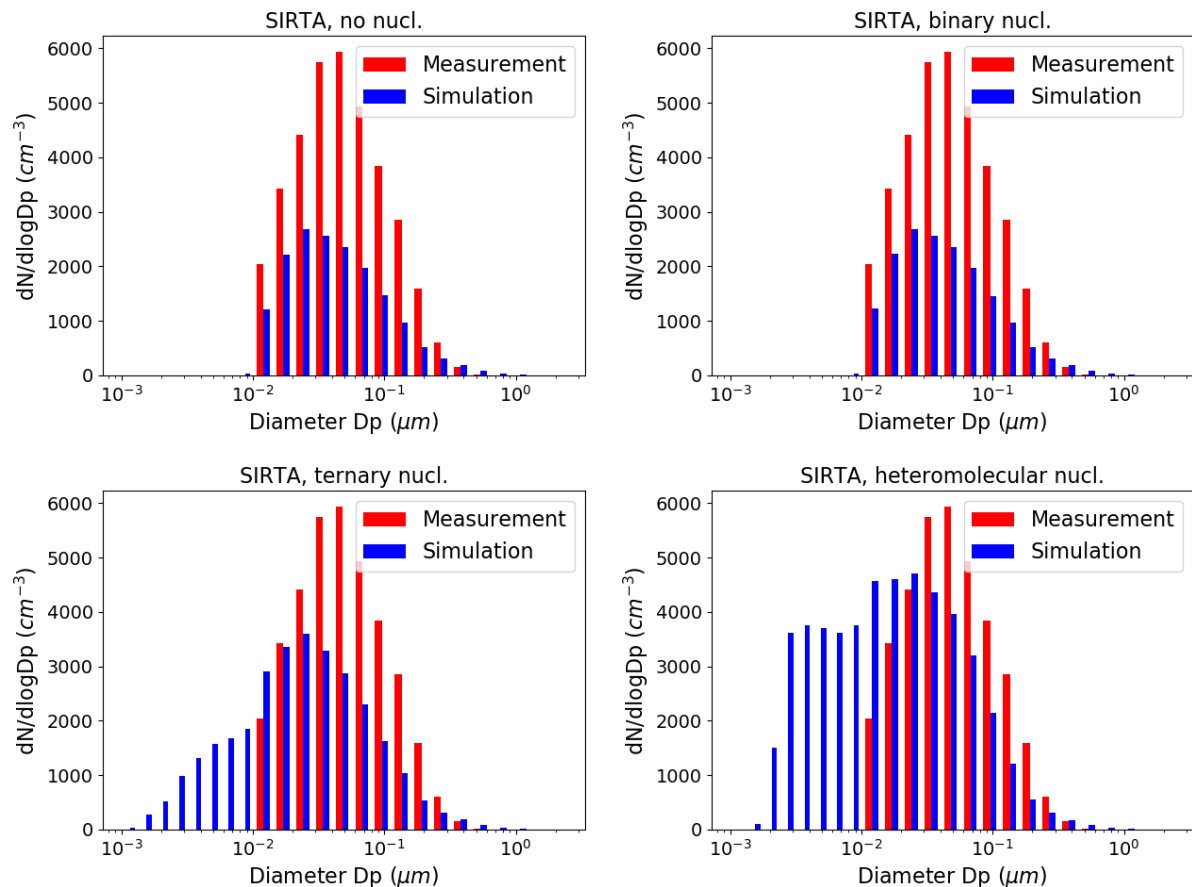 SIRTA, no nucl.
6000
5000
4000
3000
2000
1000
0
dN/dlogDp (cm⁻³)
Measurement
Simulation
10⁻³ 10⁻² 10⁻¹ 10⁰
Diameter Dp (μm)
SIRTA, binary nucl.
6000
5000
4000
3000
2000
1000
0
dN/dlogDp (cm⁻³)
Measurement
Simulation
10⁻³ 10⁻² 10⁻¹ 10⁰
Diameter Dp (μm)
SIRTA, ternary nucl.
6000
5000
4000
3000
2000
1000
0
dN/dlogDp (cm⁻³)
Measurement
Simulation
10⁻³ 10⁻² 10⁻¹ 10⁰
Diameter Dp (μm)
SIRTA, heteromolecular nucl.
6000
5000
4000
3000
2000
1000
0
dN/dlogDp (cm⁻³)
Measurement
Simulation
10⁻³ 10⁻² 10⁻¹ 10⁰
Diameter Dp (μm)